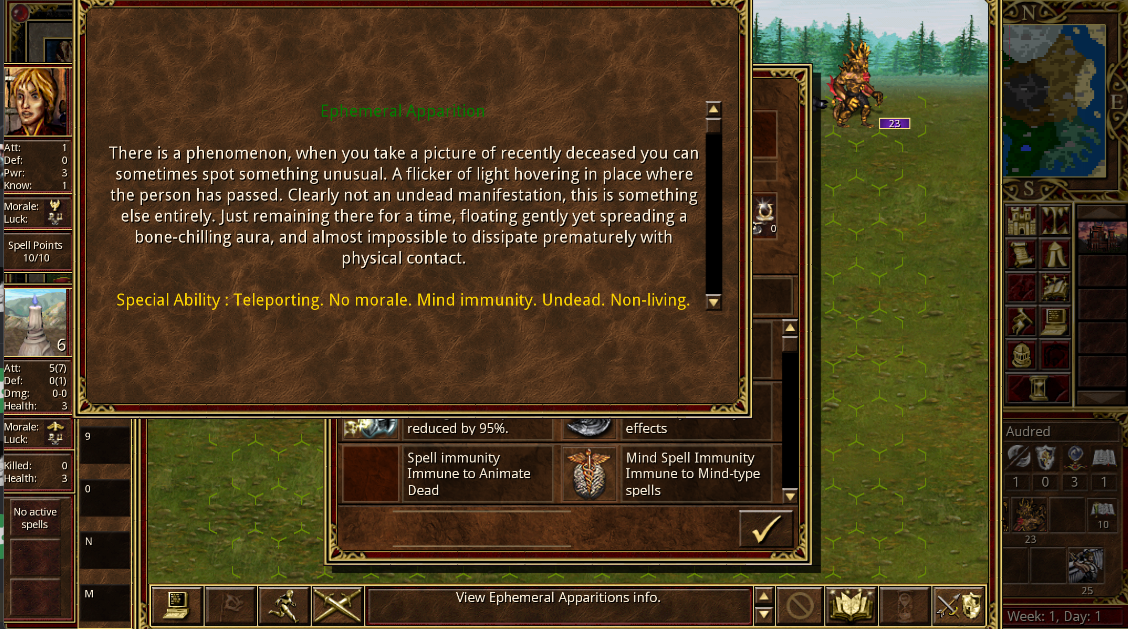 Ephemeral Apparition
There is a phenomenon, when you take a picture of recently deceased you can
sometimes spot something unusual. A flicker of light hovering in place where
the person has passed. Clearly not an undead manifestation, this is something
else entirely. Just remaining there for a time, floating gently yet spreading a
bone-chilling aura, and almost impossible to dissipate prematurely with
physical contact.
Special Ability : Teleporting. No morale. Mind immunity. Undead. Non-living.
Att: 1
Def: 0
Pwr: 3
Know: 1
Morale:
Luck:
Spell Points
10/10
6
Att: 5(7)
Def: 0(1)
Dmg: 0-0
Health: 3
Morale:
Luck:
Killed: 0
Health: 3
No active
spells
9
0
N
M
0
reduced by 95%.
effects
Spell immunity
Immune to Animate
Dead
Mind Spell Immunity
Immune to Mind-type
spells
View Ephemeral Apparitions info.
23
N
E
S
Audred
1 0 3 1
10
23
25
Week: 1, Day: 1